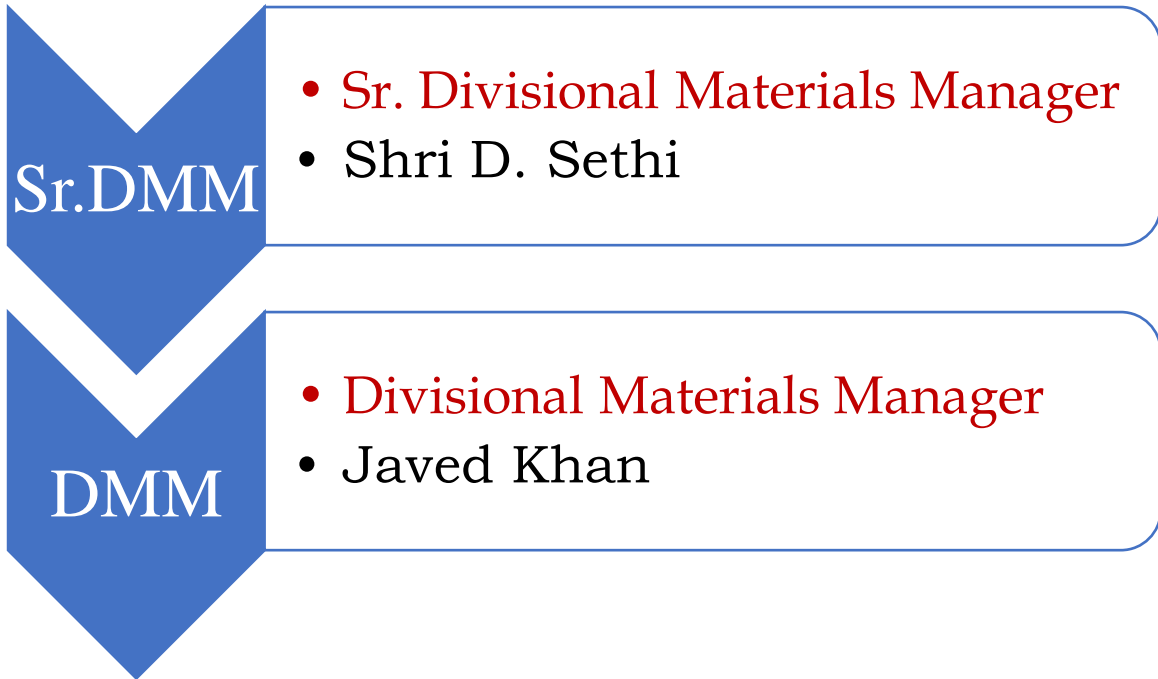 Sr.DMM
• Sr. Divisional Materials Manager
• Shri D. Sethi
DMM
• Divisional Materials Manager
• Javed Khan